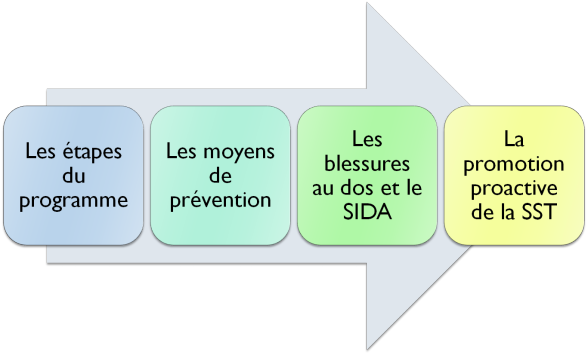 Les étapes
du
programme
Les moyens
de
prévention
Les
blessures
au dos et le
SIDA
La
promotion
proactive
de la SST